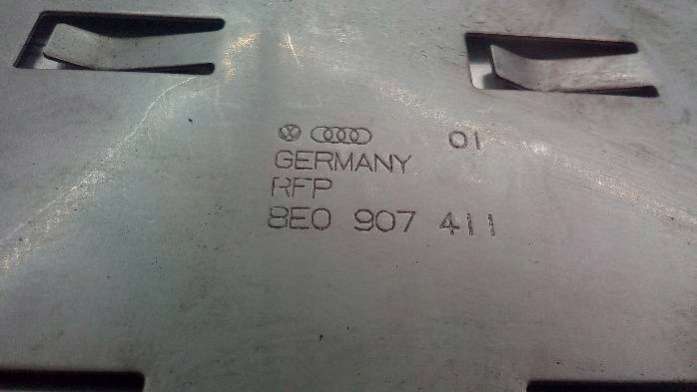 01
GERMANY
RFP
8E0 907 411